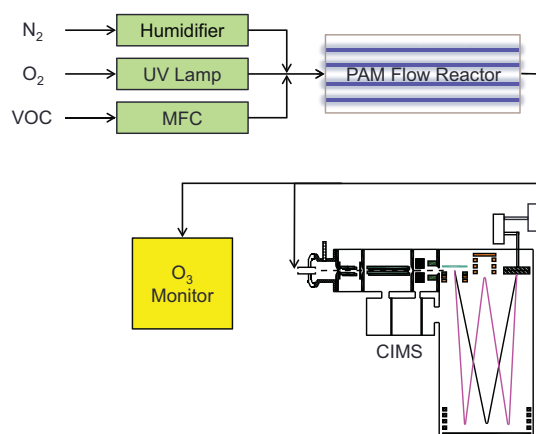 N₂
Humidifier
O₂
UV Lamp
PAM Flow Reactor
VOC
MFC
O₃
Monitor
CIMS